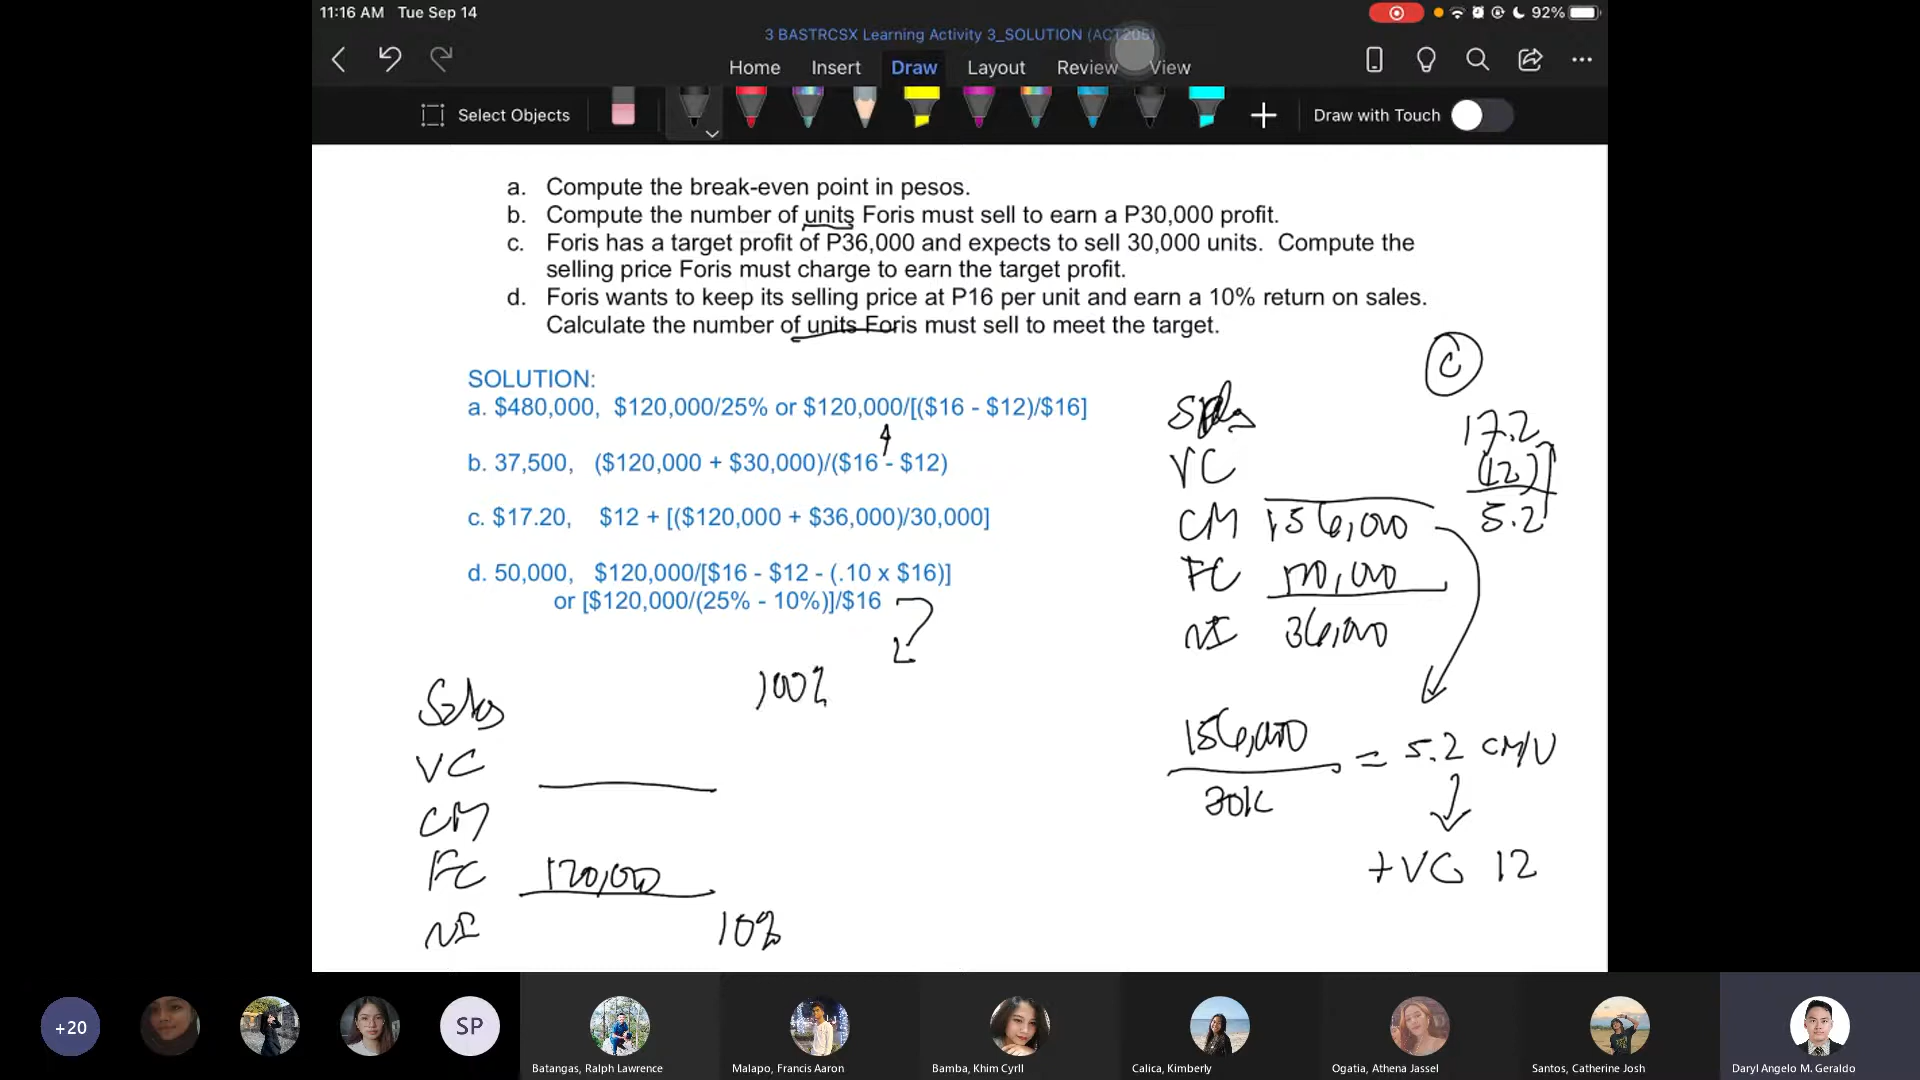 11:16 AM Tue Sep 14
92%
3 BASTRCSX Learning Activity 3_SOLUTION (ACT205)
Home Insert Draw Layout Review View
Select Objects
Draw with Touch
a. Compute the break-even point in pesos.
b. Compute the number of units Foris must sell to earn a P30,000 profit.
c. Foris has a target profit of P36,000 and expects to sell 30,000 units. Compute the
selling price Foris must charge to earn the target profit.
d. Foris wants to keep its selling price at P16 per unit and earn a 10% return on sales.
Calculate the number of units Foris must sell to meet the target.
SOLUTION:
a. $480,000, $120,000/25% or $120,000/[($16 - $12)/$16]
b. 37,500, ($120,000 + $30,000)/($16 - $12)
c. $17.20, $12 + [($120,000 + $36,000)/30,000]
d. 50,000, $120,000/[$16 - $12 - (.10 x $16)]
or [$120,000/(25% - 10%)]/$16
C
17.2
VC (12)
CM 156,000 5.2
FC 120,000
NI 36,000
Sales 100%
VC
CM
FC 120,000
NI 10%
156,000
= 5.2 CM/U
30K
+VC 12
+20
SP
Batangas, Ralph Lawrence
Malapo, Francis Aaron
Bamba, Khim Cyrll
Calica, Kimberly
Ogatia, Athena Jassel
Santos, Catherine Josh
Daryl Angelo M. Geraldo